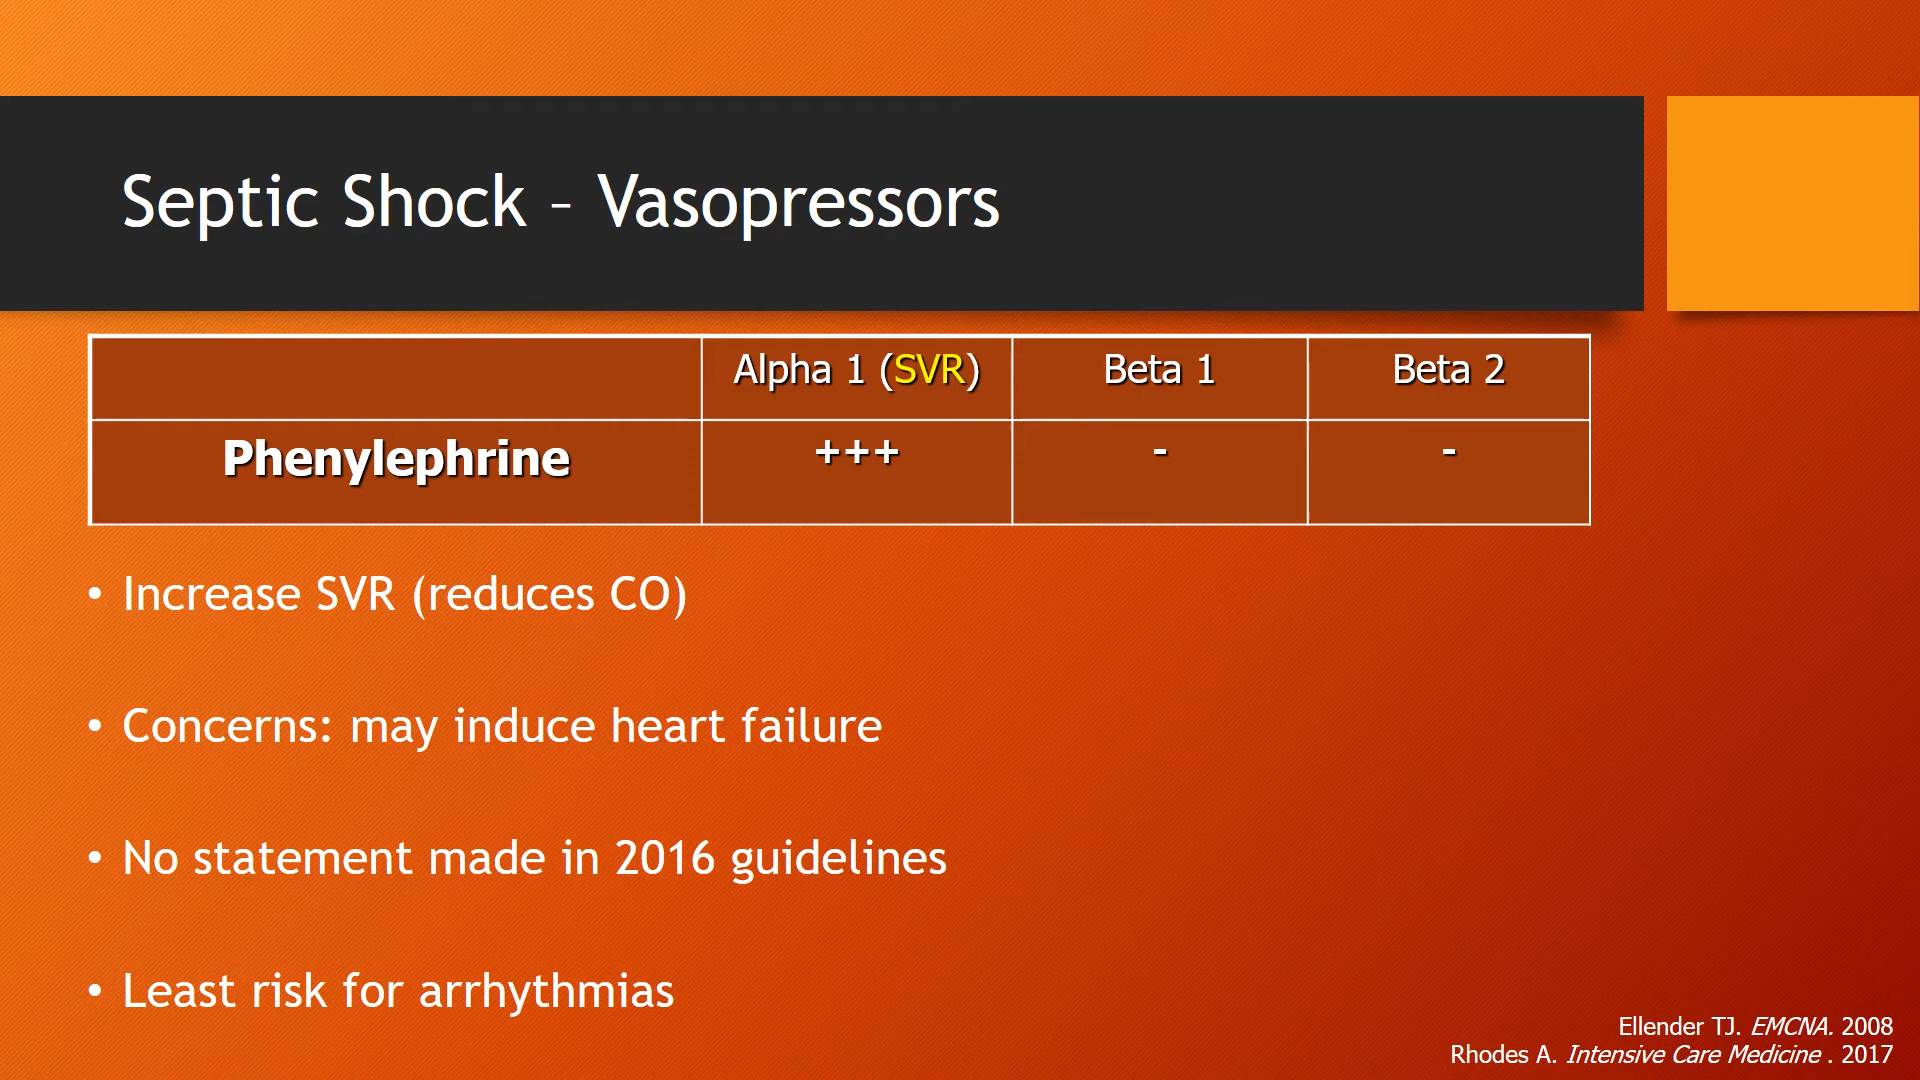 Septic Shock – Vasopressors
Alpha 1 (SVR) Beta 1 Beta 2
Phenylephrine +++ - -
• Increase SVR (reduces CO)
• Concerns: may induce heart failure
• No statement made in 2016 guidelines
• Least risk for arrhythmias
Ellender TJ. EMCNA. 2008
Rhodes A. Intensive Care Medicine . 2017